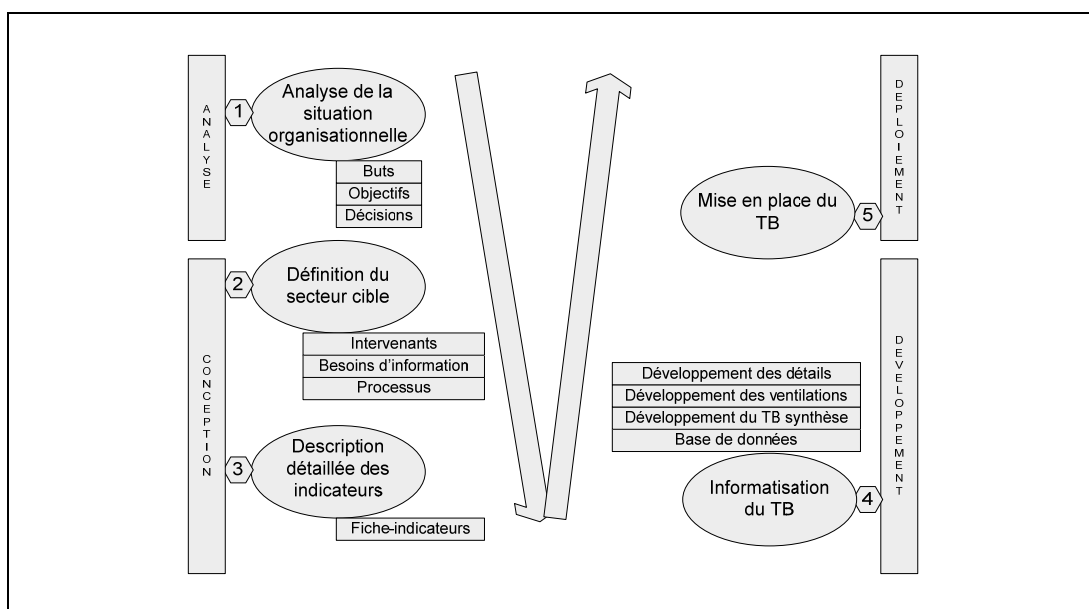 ANALYSE
1
Analyse de la
situation
organisationnelle
Buts
Objectifs
Décisions
CONCEPTION
2
Définition du
secteur cible
Intervenants
Besoins d'information
Processus
3
Description
détaillée des
indicateurs
Fiche-indicateurs
DEPLOIEMENT
Mise en place du
TB
5
DEVELOPPEMENT
Développement des détails
Développement des ventilations
Développement du TB synthèse
Base de données
Informatisation
du TB
4